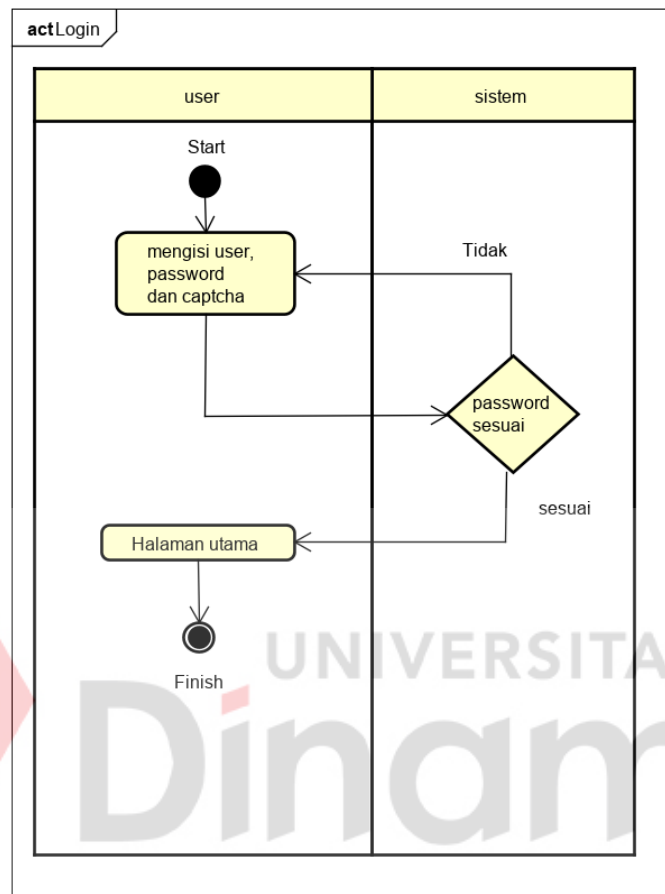 act Login
user
sistem
Start
mengisi user,
password
dan captcha
Tidak
password
sesuai
sesuai
Halaman utama
Finish
UNIVERSITA
Dinam